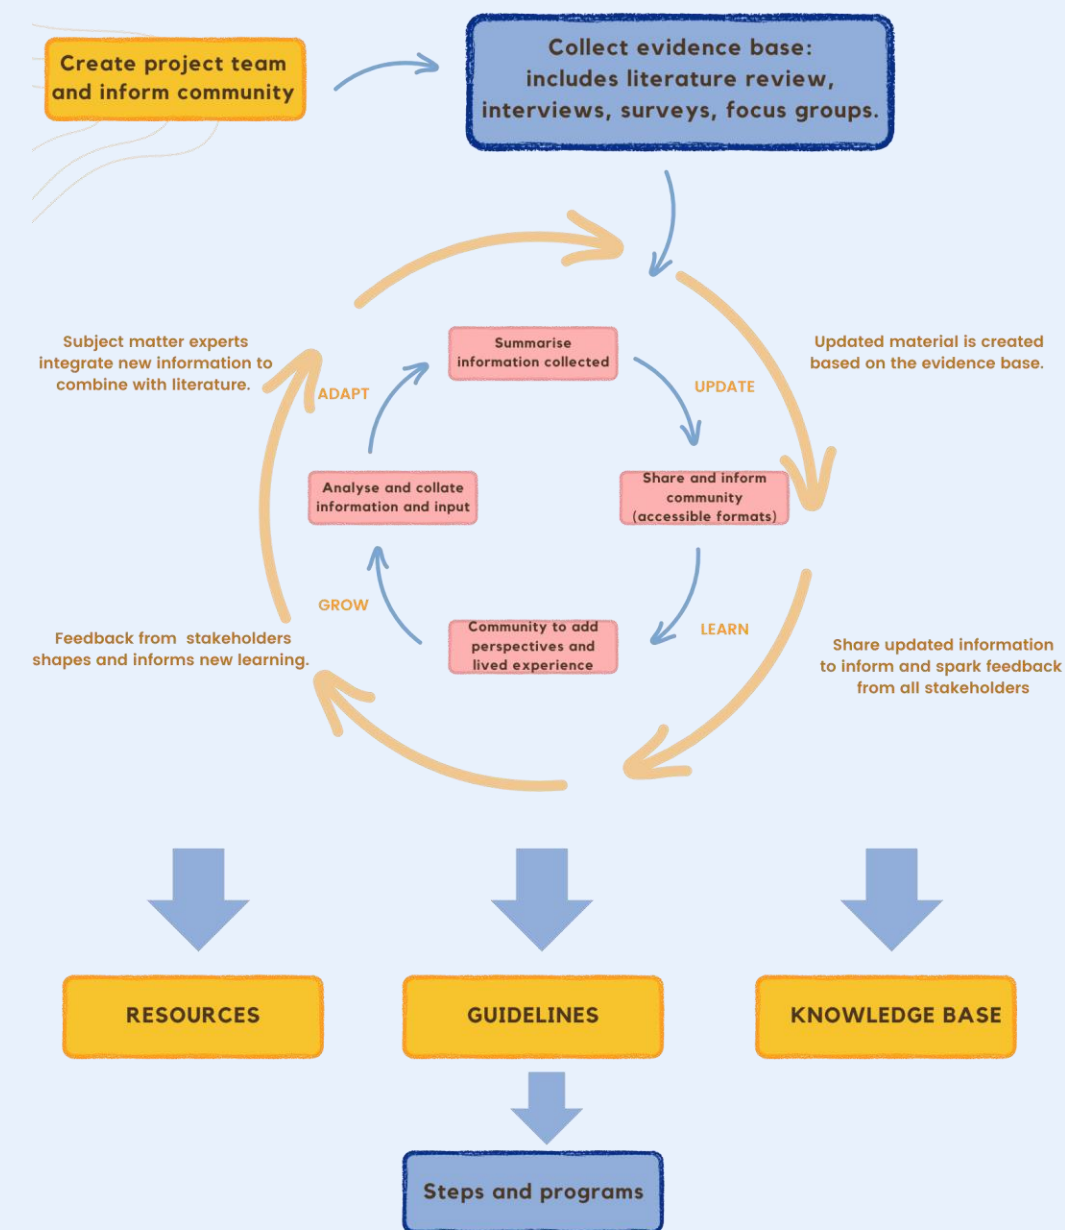 Create project team
and inform community
Collect evidence base:
includes literature review,
interviews, surveys, focus groups.
Subject matter experts
integrate new information to
combine with literature.
Summarise
information collected
Updated material is created
based on the evidence base.
ADAPT
UPDATE
Analyse and collate
information and input
Share and inform
community
(accessible formats)
GROW
LEARN
Community to add
perspectives and
lived experience
Feedback from stakeholders
shapes and informs new learning.
Share updated information
to inform and spark feedback
from all stakeholders
RESOURCES
GUIDELINES
KNOWLEDGE BASE
Steps and programs